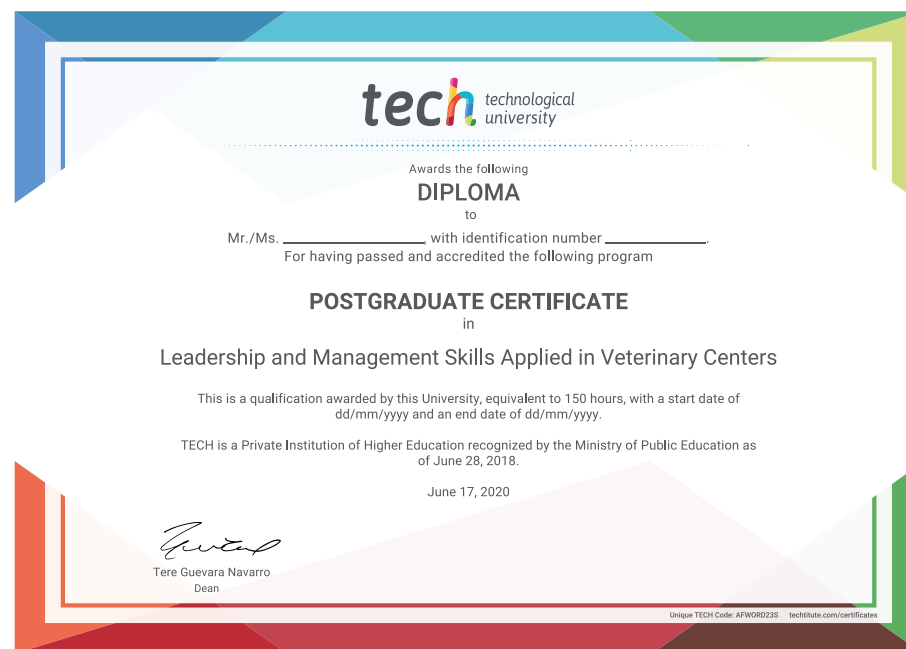 tech technological
university
Awards the following
DIPLOMA
to
Mr./Ms. ____________, with identification number ____________.
For having passed and accredited the following program
POSTGRADUATE CERTIFICATE
in
Leadership and Management Skills Applied in Veterinary Centers
This is a qualification awarded by this University, equivalent to 150 hours, with a start date of
dd/mm/yyyy and an end date of dd/mm/yyyy.
TECH is a Private Institution of Higher Education recognized by the Ministry of Public Education as
of June 28, 2018.
June 17, 2020
Tere Guevara Navarro
Dean
Unique TECH Code: AFWORD23S techtitute.com/certificates